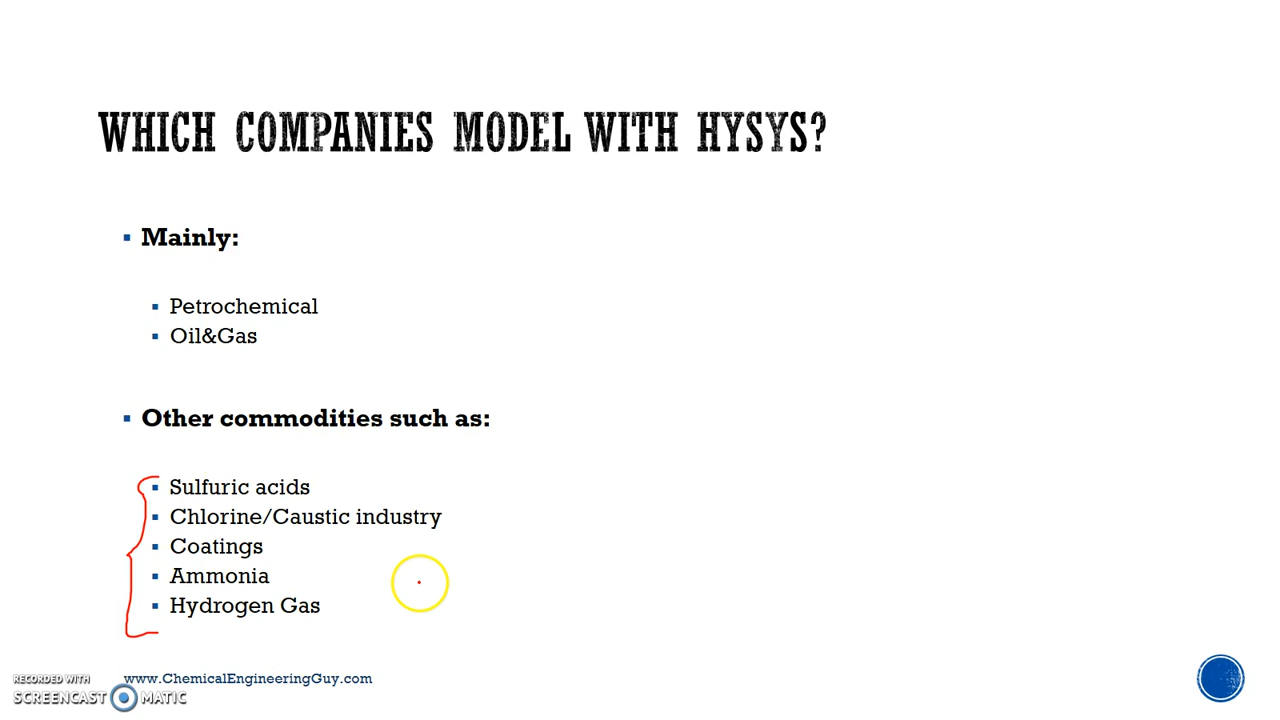 WHICH COMPANIES MODEL WITH HYSYS?
Mainly:
Petrochemical
Oil&Gas
Other commodities such as:
Sulfuric acids
Chlorine/Caustic industry
Coatings
Ammonia
Hydrogen Gas
www.ChemicalEngineeringGuy.com
RECORDED WITH
SCREENCAST MATIC